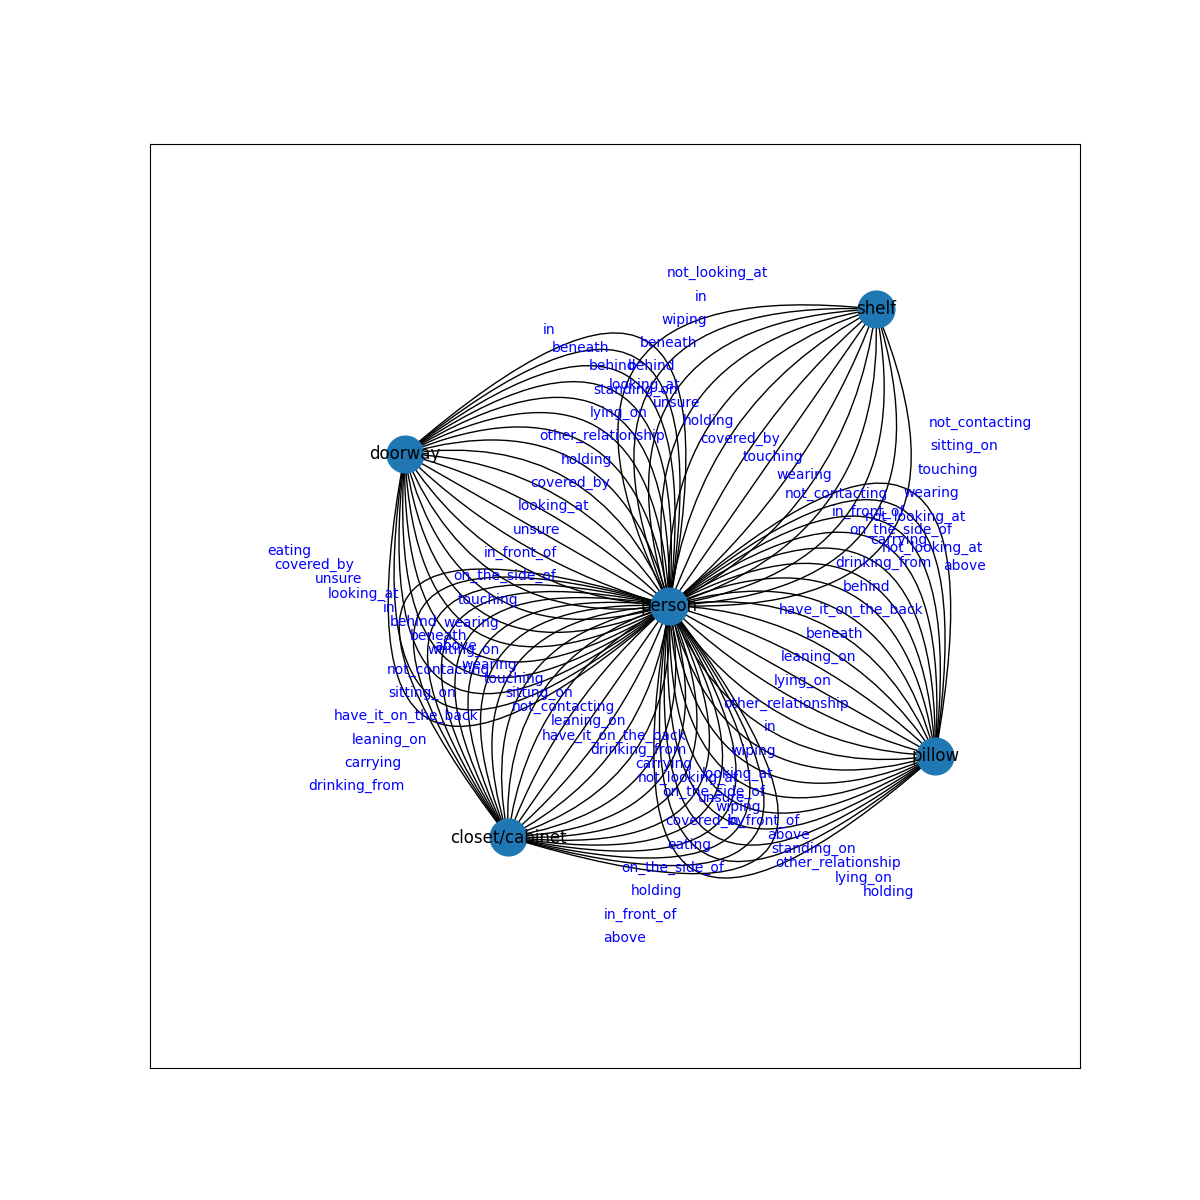 not_looking_at
in
shelf
wiping
in
beneath
beneath
behind
behind
looking_at
standing_on
unsure
lying_on
holding
not_contacting
other_relationship
covered_by
sitting_on
doorway
holding
touching
touching
covered_by
wearing
wearing
looking_at
not_contacting
in_front_of
not_looking_at
unsure
on_the_side_of
carrying
eating
in_front_of
not_looking_at
covered_by
drinking_from
above
unsure
on_the_side_of
behind
looking_at
touching
person
have_it_on_the_back
in
behind
wearing
beneath
beneath
above
writing_on
leaning_on
wearing
not_contacting
touching
lying_on
sitting_on
sitting_on
not_contacting
other_relationship
have_it_on_the_back
leaning_on
in
leaning_on
have_it_on_the_back
drinking_from
wiping
pillow
carrying
carrying
looking_at
not_looking_at
drinking_from
on_the_side_of
unsure
wiping
covered_by
in_front_of
closet/cabinet
above
eating
standing_on
on_the_side_of
other_relationship
lying_on
holding
holding
in_front_of
above